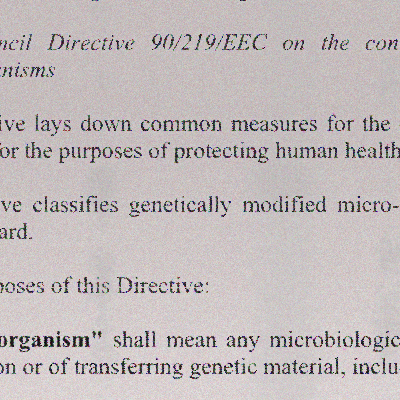 ncil Directive 90/219/EEC on the con
nisms
ive lays down common measures for the
for the purposes of protecting human health
ve classifies genetically modified micro-
ard.
poses of this Directive:
organism" shall mean any microbiologic
on or of transferring genetic material, inclu